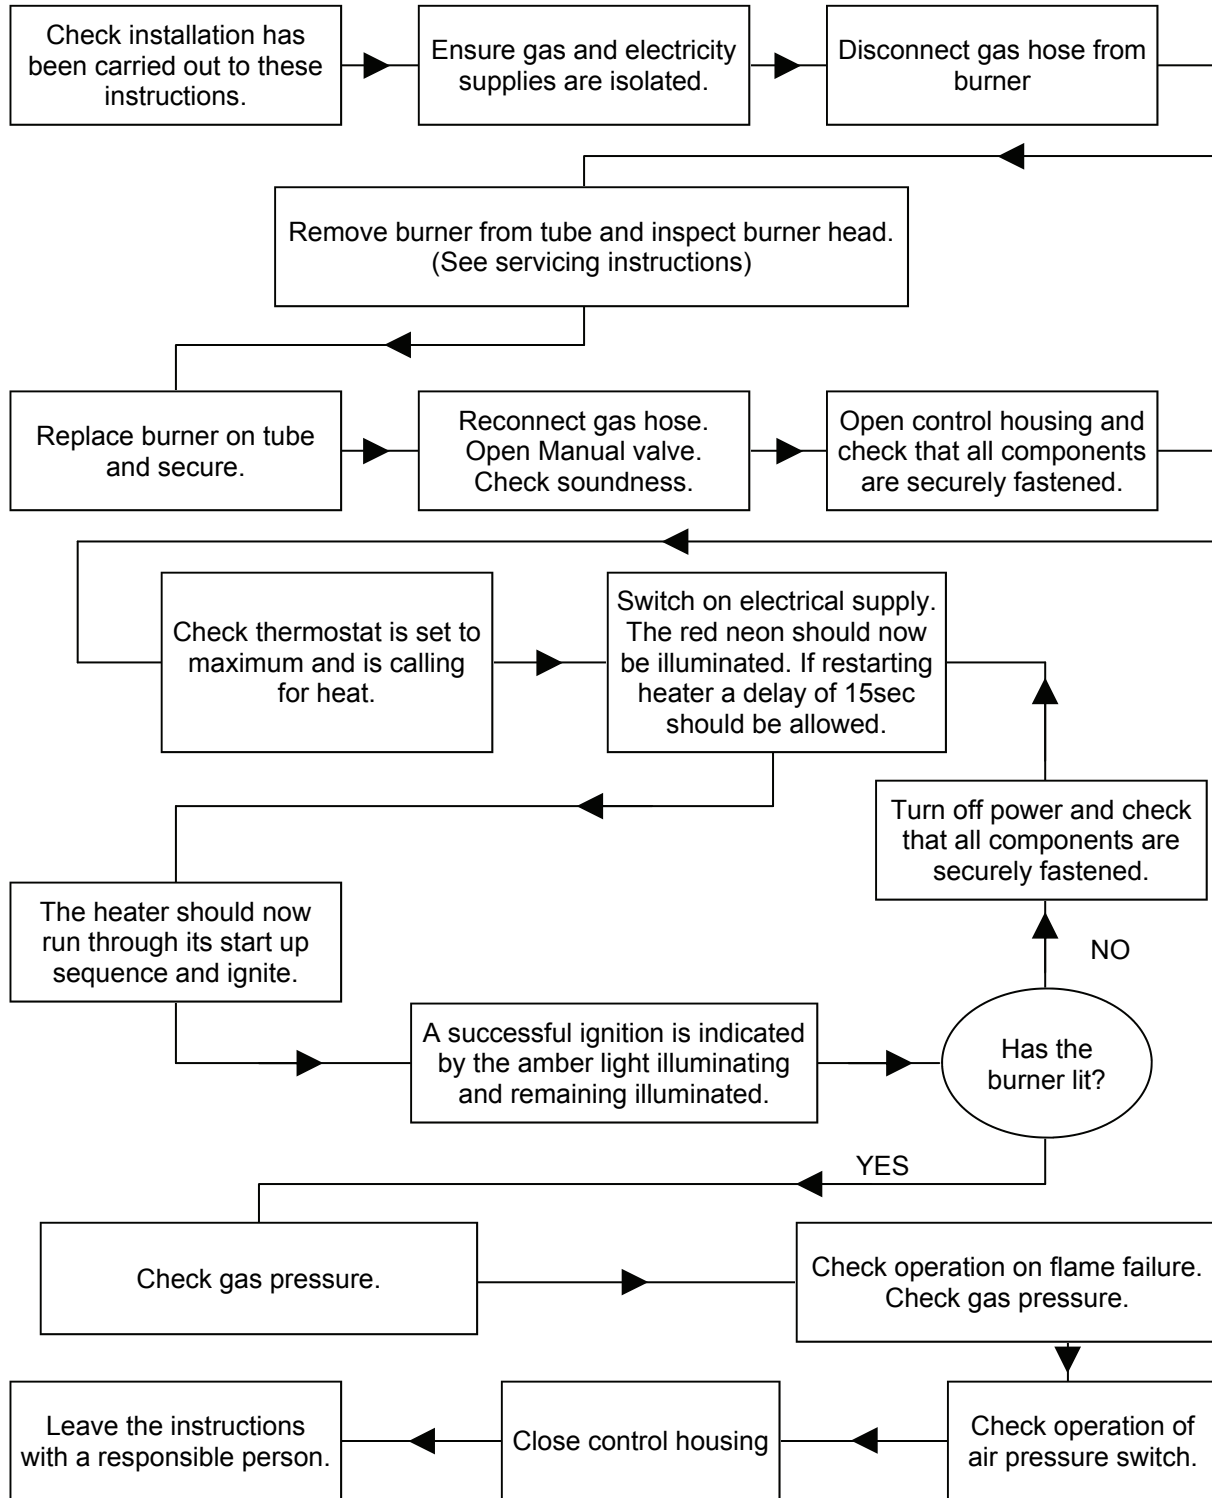 Check installation has
been carried out to these
instructions.
Ensure gas and electricity
supplies are isolated.
Disconnect gas hose from
burner
Remove burner from tube and inspect burner head.
(See servicing instructions)
Replace burner on tube
and secure.
Reconnect gas hose.
Open Manual valve.
Check soundness.
Open control housing and
check that all components
are securely fastened.
Check thermostat is set to
maximum and is calling
for heat.
Switch on electrical supply.
The red neon should now
be illuminated. If restarting
heater a delay of 15sec
should be allowed.
Turn off power and check
that all components are
securely fastened.
The heater should now
run through its start up
sequence and ignite.
NO
A successful ignition is indicated
by the amber light illuminating
and remaining illuminated.
Has the
burner lit?
YES
Check gas pressure.
Check operation on flame failure.
Check gas pressure.
Leave the instructions
with a responsible person.
Close control housing
Check operation of
air pressure switch.